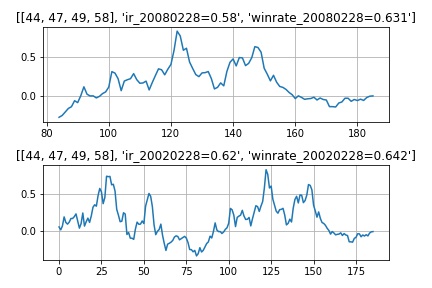 [[44, 47, 49, 58], 'ir_20080228=0.58', 'winrate_20080228=0.631']
0.5
0.0
80 100 120 140 160 180
[[44, 47, 49, 58], 'ir_20020228=0.62', 'winrate_20020228=0.642']
0.5
0.0
0 25 50 75 100 125 150 175